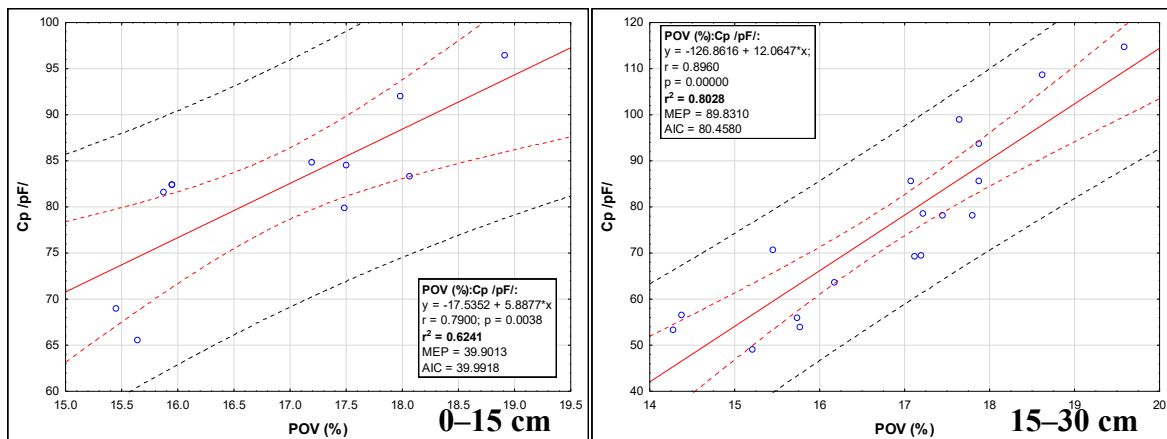 100
95
90
85
80
75
70
65
60
Cp /pF/
15.0 15.5 16.0 16.5 17.0 17.5 18.0 18.5 19.0 19.5
POV (%)
POV (%):Cp /pF/:
y = -17.5352 + 5.8877*x
r = 0.7900; p = 0.0038
r² = 0.6241
MEP = 39.9013
AIC = 39.9918
0–15 cm
120
110
100
90
80
70
60
50
40
Cp /pF/
14 15 16 17 18 19 20
POV (%)
POV (%):Cp /pF/:
y = -126.8616 + 12.0647*x;
r = 0.8960
p = 0.00000
r² = 0.8028
MEP = 89.8310
AIC = 80.4580
15–30 cm